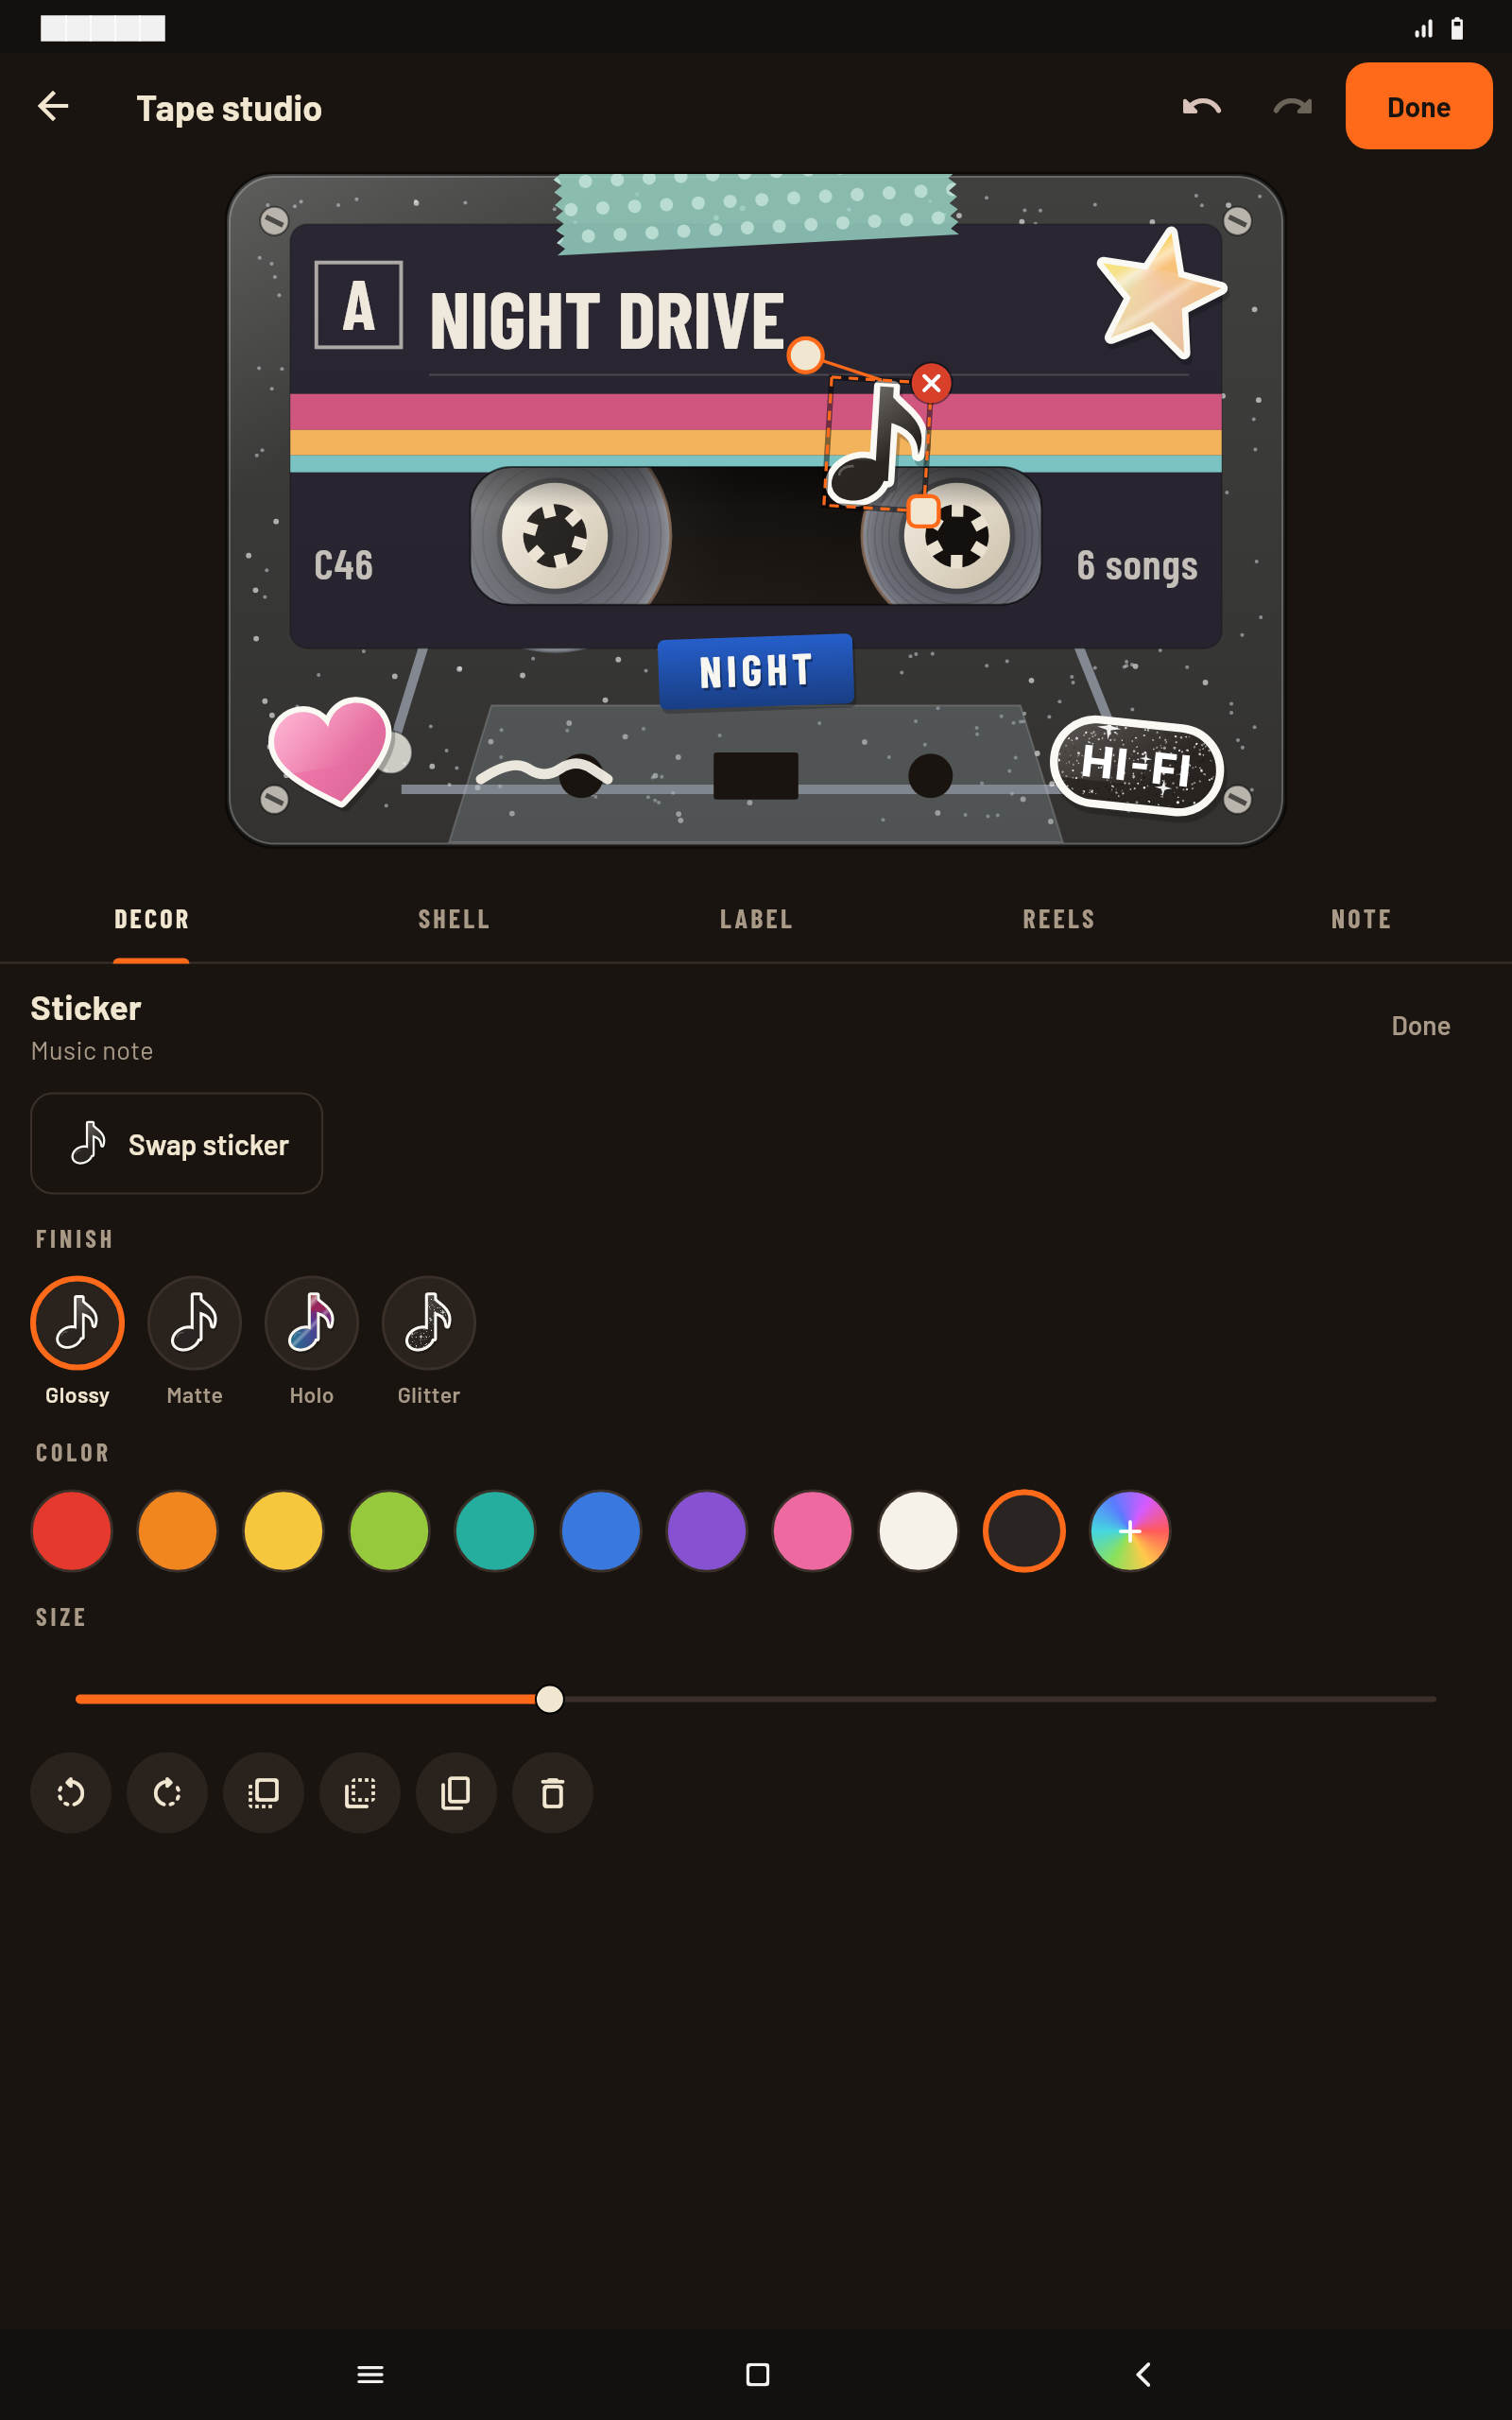 Tape studio
Done
A
NIGHT DRIVE
C46
6 songs
NIGHT
HI-FI
DECOR
SHELL
LABEL
REELS
NOTE
Sticker
Music note
Done
Swap sticker
FINISH
Glossy
Matte
Holo
Glitter
COLOR
SIZE